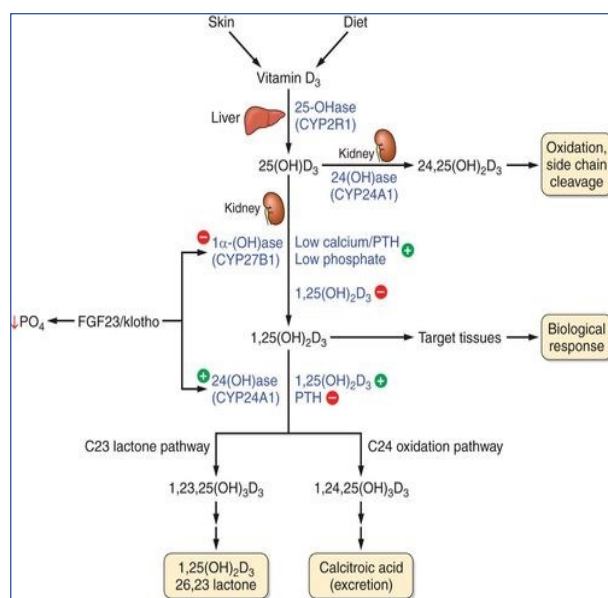 Skin
Diet
Vitamin D3
Liver
25-OHase
(CYP2R1)
25(OH)D3
Kidney
24(OH)ase
(CYP24A1)
24,25(OH)2D3
Oxidation,
side chain
cleavage
Kidney
1α-(OH)ase
(CYP27B1)
Low calcium/PTH
Low phosphate
1,25(OH)2D3
↓PO4
FGF23/klotho
1,25(OH)2D3
Target tissues
Biological
response
24(OH)ase
(CYP24A1)
1,25(OH)2D3
PTH
C23 lactone pathway
C24 oxidation pathway
1,23,25(OH)3D3
1,24,25(OH)3D3
1,25(OH)2D3
26,23 lactone
Calcitroic acid
(excretion)